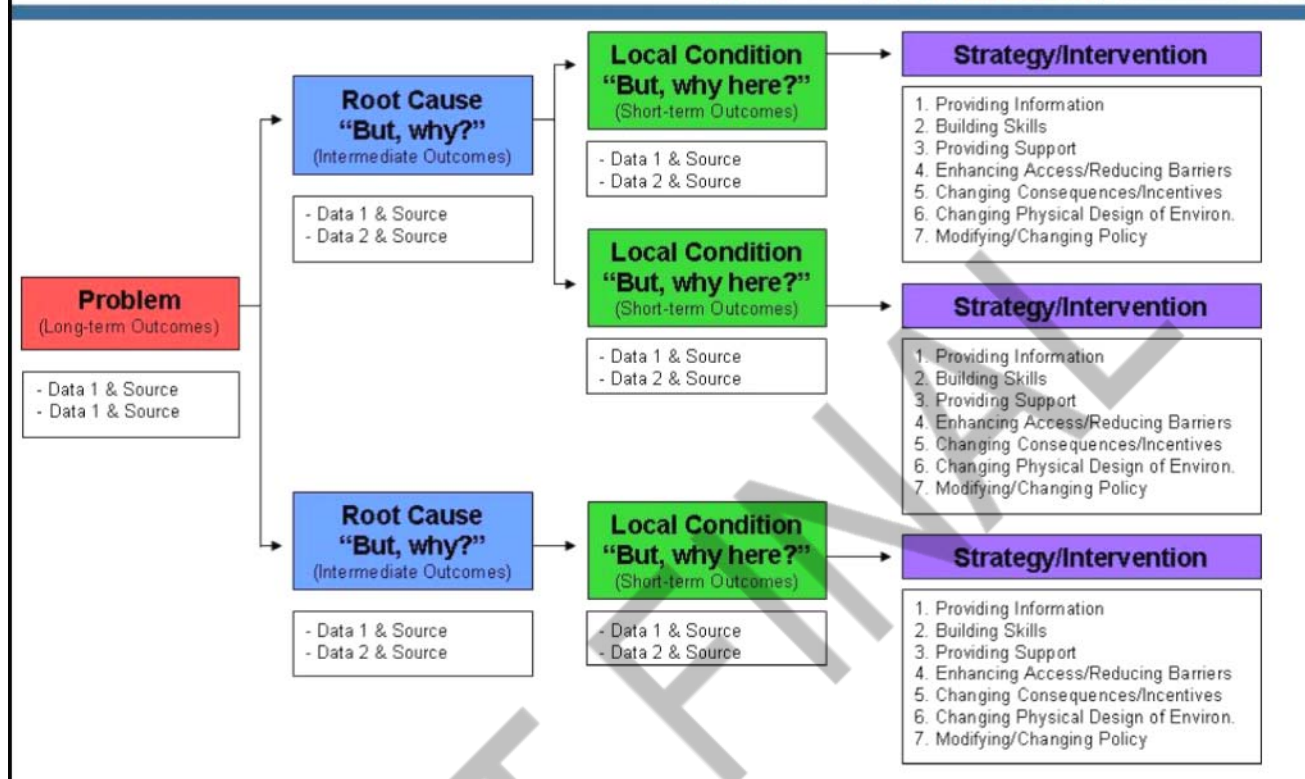 Problem
(Long-term Outcomes)
- Data 1 & Source
- Data 1 & Source
Root Cause
“But, why?”
(Intermediate Outcomes)
- Data 1 & Source
- Data 2 & Source
Local Condition
“But, why here?”
(Short-term Outcomes)
- Data 1 & Source
- Data 2 & Source
Strategy/Intervention
1. Providing Information
2. Building Skills
3. Providing Support
4. Enhancing Access/Reducing Barriers
5. Changing Consequences/Incentives
6. Changing Physical Design of Environ.
7. Modifying/Changing Policy
Local Condition
“But, why here?”
(Short-term Outcomes)
- Data 1 & Source
- Data 2 & Source
Strategy/Intervention
1. Providing Information
2. Building Skills
3. Providing Support
4. Enhancing Access/Reducing Barriers
5. Changing Consequences/Incentives
6. Changing Physical Design of Environ.
7. Modifying/Changing Policy
Root Cause
“But, why?”
(Intermediate Outcomes)
- Data 1 & Source
- Data 2 & Source
Local Condition
“But, why here?”
(Short-term Outcomes)
- Data 1 & Source
- Data 2 & Source
Strategy/Intervention
1. Providing Information
2. Building Skills
3. Providing Support
4. Enhancing Access/Reducing Barriers
5. Changing Consequences/Incentives
6. Changing Physical Design of Environ.
7. Modifying/Changing Policy
FINAL